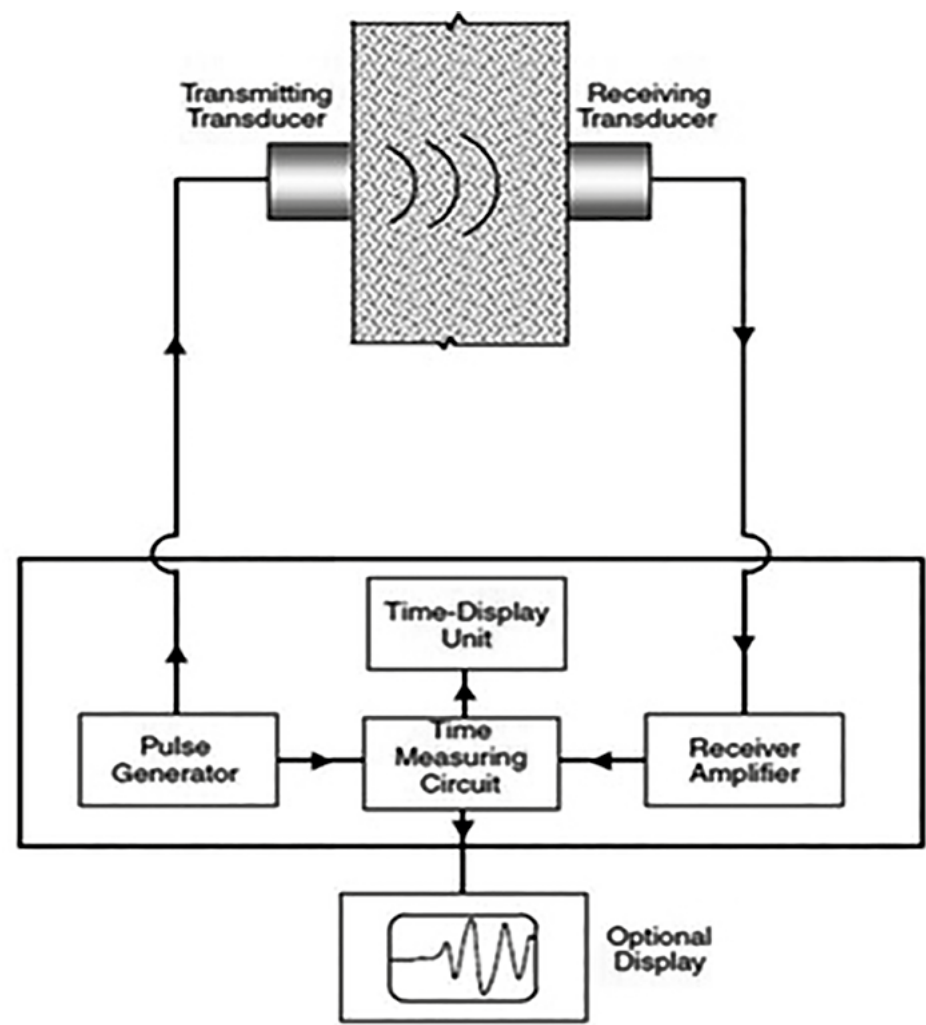 Transmitting
Transducer
Receiving
Transducer
Time-Display
Unit
Pulse
Generator
Time
Measuring
Circuit
Receiver
Amplifier
Optional
Display